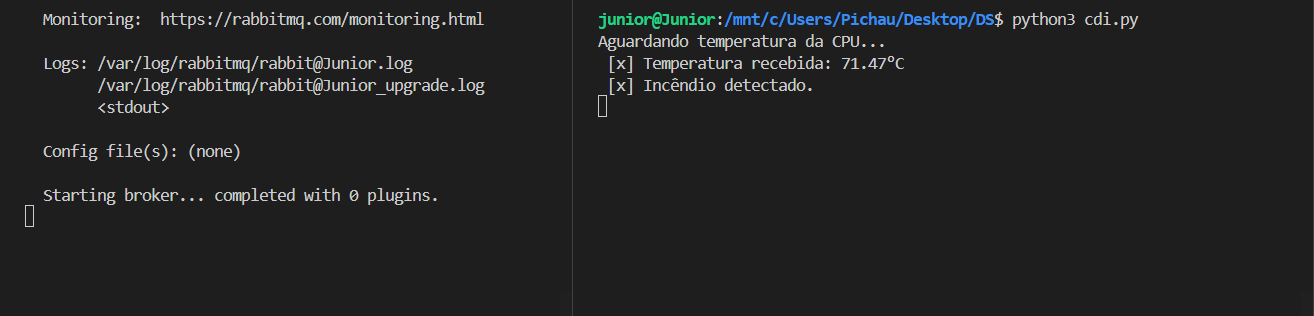 Monitoring:  https://rabbitmq.com/monitoring.html
Logs: /var/log/rabbitmq/rabbit@Junior.log
/var/log/rabbitmq/rabbit@Junior_upgrade.log
<stdout>
Config file(s): (none)
Starting broker... completed with 0 plugins.
junior@Junior:/mnt/c/Users/Pichau/Desktop/DS$ python3 cdi.py
Aguardando temperatura da CPU...
[x] Temperatura recebida: 71.47ºC
[x] Incêndio detectado.